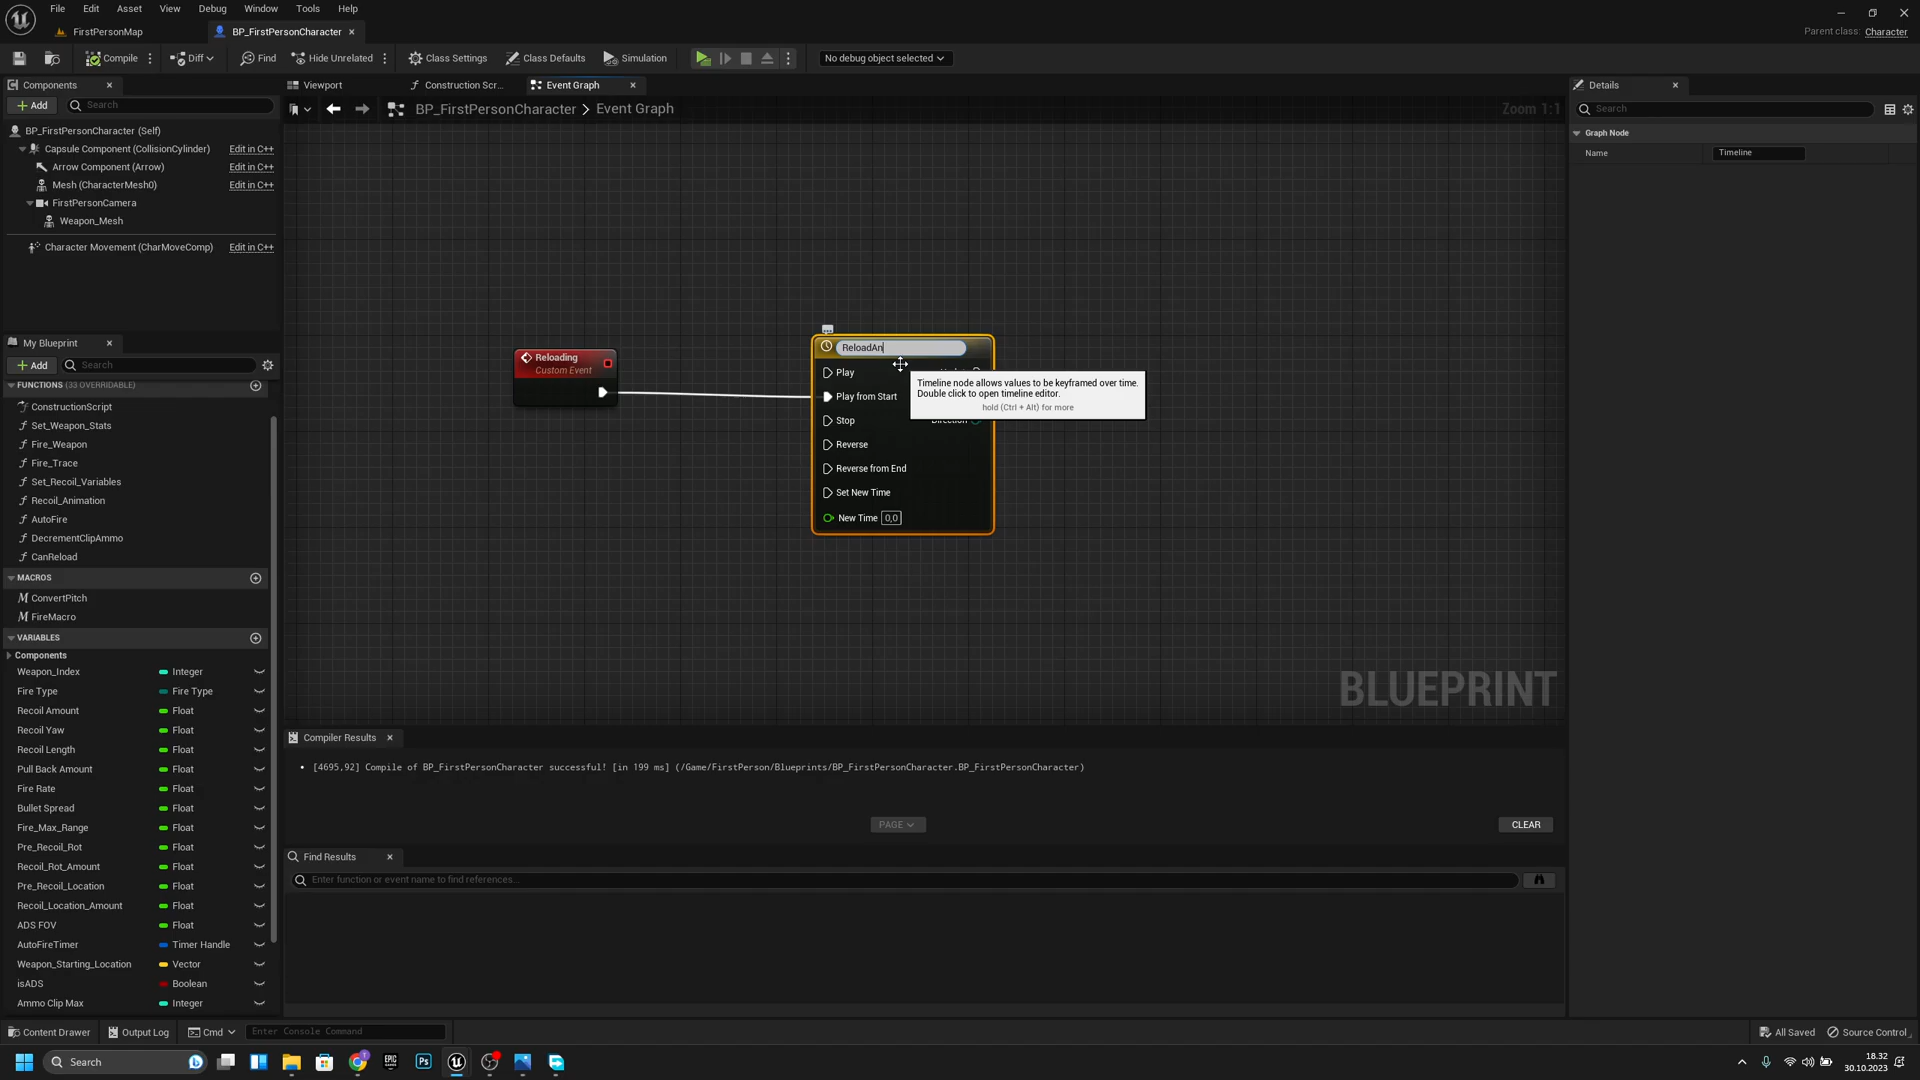 File Edit Asset View Debug Window Tools Help
FirstPersonMap
BP_FirstPersonCharacter
Parent class: Character
Compile
Diff
Find
Hide Unrelated
Class Settings
Class Defaults
Simulation
No debug object selected
Components
Add
Search
BP_FirstPersonCharacter (Self)
Capsule Component (CollisionCylinder) Edit in C++
Arrow Component (Arrow) Edit in C++
Mesh (CharacterMesh0) Edit in C++
FirstPersonCamera
Weapon_Mesh
Character Movement (CharMoveComp) Edit in C++
My Blueprint
Add
Search
FUNCTIONS (33 OVERRIDABLE)
ConstructionScript
Set_Weapon_Stats
Fire_Weapon
Fire_Trace
Set_Recoil_Variables
Recoil_Animation
AutoFire
DecrementClipAmmo
CanReload
MACROS
ConvertPitch
FireMacro
VARIABLES
Components
Weapon_Index Integer
Fire Type Fire Type
Recoil Amount Float
Recoil Yaw Float
Recoil Length Float
Pull Back Amount Float
Fire Rate Float
Bullet Spread Float
Fire_Max_Range Float
Pre_Recoil_Rot Float
Recoil_Rot_Amount Float
Pre_Recoil_Location Float
Recoil_Location_Amount Float
ADS FOV Float
AutoFireTimer Timer Handle
Weapon_Starting_Location Vector
isADS Boolean
Ammo Clip Max Integer
Viewport
Construction Scr...
Event Graph
BP_FirstPersonCharacter > Event Graph
Zoom 1:1
Reloading
Custom Event
ReloadAn
Play
Play from Start
Stop
Reverse
Reverse from End
Set New Time
New Time 0,0
Direction
Timeline node allows values to be keyframed over time.
Double click to open timeline editor.
hold (Ctrl + Alt) for more
BLUEPRINT
Compiler Results
[4695,92] Compile of BP_FirstPersonCharacter successful! [in 199 ms] (/Game/FirstPerson/Blueprints/BP_FirstPersonCharacter.BP_FirstPersonCharacter)
PAGE
CLEAR
Find Results
Enter function or event name to find references...
Details
Search
Graph Node
Name Timeline
Content Drawer
Output Log
Cmd
Enter Console Command
All Saved
Source Control
Search
Ps
18.32
30.10.2023